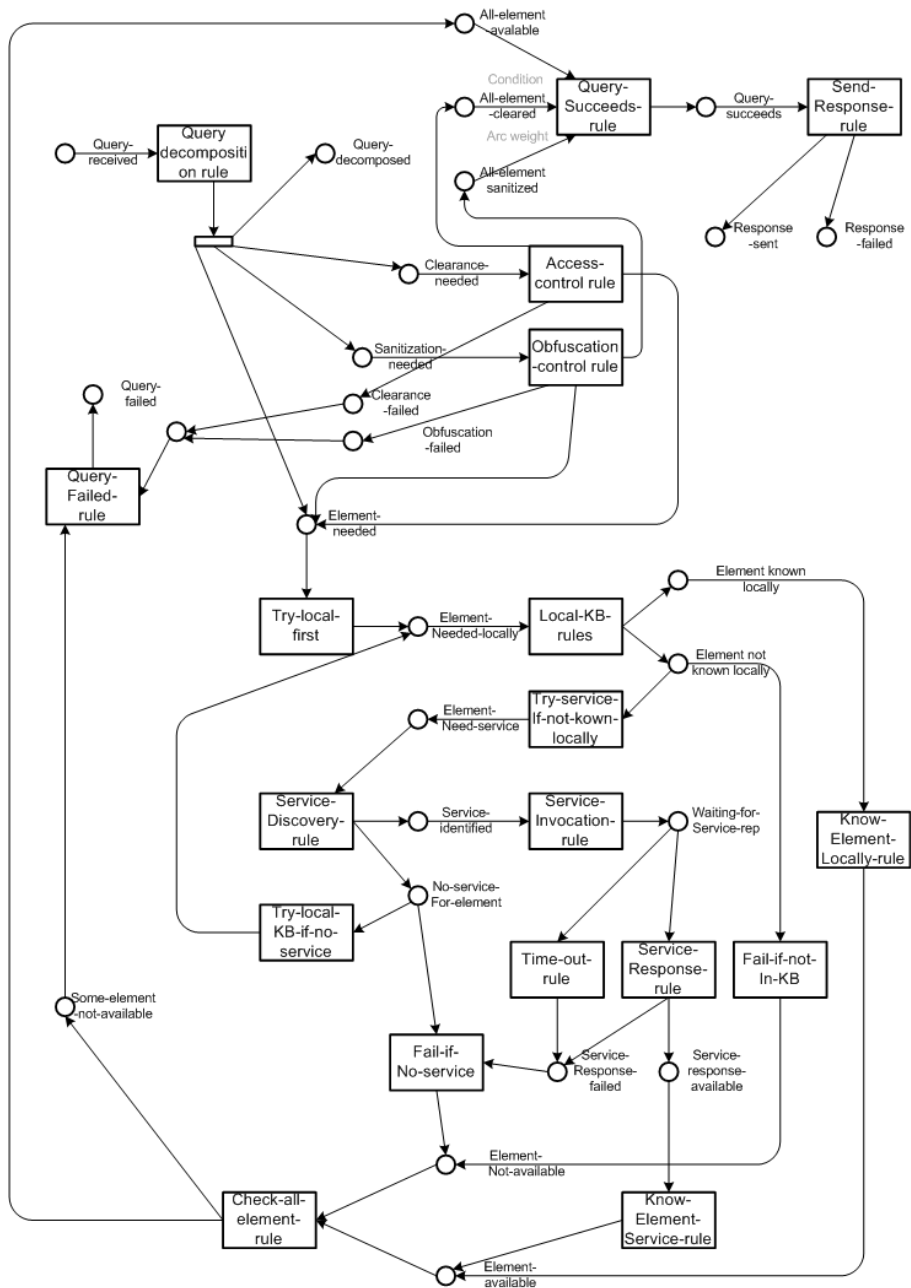 All-element
-avalable
Condition
All-element
-cleared
Arc weight
All-element
sanitized
Query-
Succeeds-
rule
Query-
succeeds
Send-
Response-
rule
Response
-sent
Response
-failed
Query-
received
Query
decompositi
on rule
Query-
decomposed
Clearance-
needed
Access-
control rule
Sanitization-
needed
Obfuscation
-control rule
Query-
failed
Clearance
-failed
Obfuscation
-failed
Query-
Failed-
rule
Element-
needed
Try-local-
first
Element-
Needed-locally
Local-KB-
rules
Element known
locally
Element not
known locally
Element-
Need-service
Try-service-
If-not-kown-
locally
Service-
Discovery-
rule
Service-
identified
Service-
Invocation-
rule
Waiting-for-
Service-rep
Know-
Element-
Locally-rule
Try-local-
KB-if-no-
service
No-service-
For-element
Time-out-
rule
Service-
Response-
rule
Fail-if-not-
In-KB
Some-element
-not-available
Fail-if-
No-service
Service-
Response-
failed
Service-
response-
available
Element-
Not-available
Check-all-
element-
rule
Know-
Element-
Service-rule
Element-
available